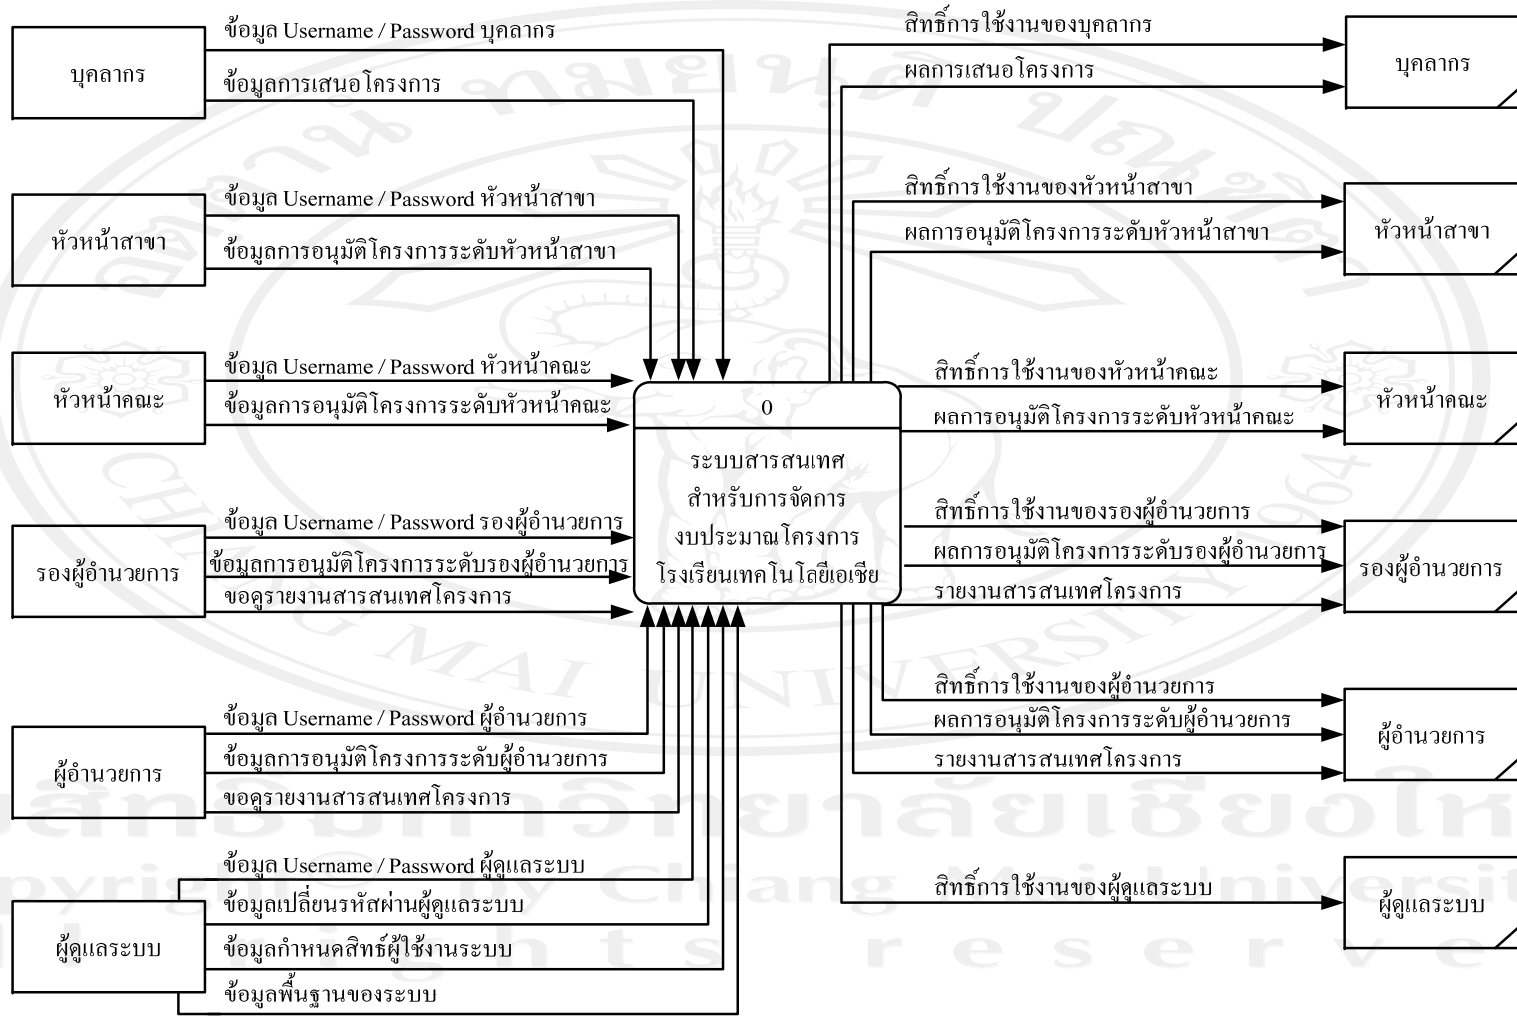 บุคลากร
ข้อมูล Username / Password บุคลากร
ข้อมูลการเสนอโครงการ
หัวหน้าสาขา
ข้อมูล Username / Password หัวหน้าสาขา
ข้อมูลการอนุมัติโครงการระดับหัวหน้าสาขา
หัวหน้าคณะ
ข้อมูล Username / Password หัวหน้าคณะ
ข้อมูลการอนุมัติโครงการระดับหัวหน้าคณะ
รองผู้อำนวยการ
ข้อมูล Username / Password รองผู้อำนวยการ
ข้อมูลการอนุมัติโครงการระดับรองผู้อำนวยการ
ขอดูรายงานสารสนเทศโครงการ
ผู้อำนวยการ
ข้อมูล Username / Password ผู้อำนวยการ
ข้อมูลการอนุมัติโครงการระดับผู้อำนวยการ
ขอดูรายงานสารสนเทศโครงการ
ผู้ดูแลระบบ
ข้อมูล Username / Password ผู้ดูแลระบบ
ข้อมูลเปลี่ยนรหัสผ่านผู้ดูแลระบบ
ข้อมูลกำหนดสิทธ์ผู้ใช้งานระบบ
ข้อมูลพื้นฐานของระบบ
0
ระบบสารสนเทศ
สำหรับการจัดการ
งบประมาณโครงการ
โรงเรียนเทคโนโลยีเอเชีย
สิทธิ์การใช้งานของบุคลากร
ผลการเสนอโครงการ
บุคลากร
สิทธิ์การใช้งานของหัวหน้าสาขา
ผลการอนุมัติโครงการระดับหัวหน้าสาขา
หัวหน้าสาขา
สิทธิ์การใช้งานของหัวหน้าคณะ
ผลการอนุมัติโครงการระดับหัวหน้าคณะ
หัวหน้าคณะ
สิทธิ์การใช้งานของรองผู้อำนวยการ
ผลการอนุมัติโครงการระดับรองผู้อำนวยการ
รายงานสารสนเทศโครงการ
รองผู้อำนวยการ
สิทธิ์การใช้งานของผู้อำนวยการ
ผลการอนุมัติโครงการระดับผู้อำนวยการ
รายงานสารสนเทศโครงการ
ผู้อำนวยการ
สิทธิ์การใช้งานของผู้ดูแลระบบ
ผู้ดูแลระบบ
CHIANG MAI UNIVERSITY 1964
by Chiang Mai Universit
rights reserve